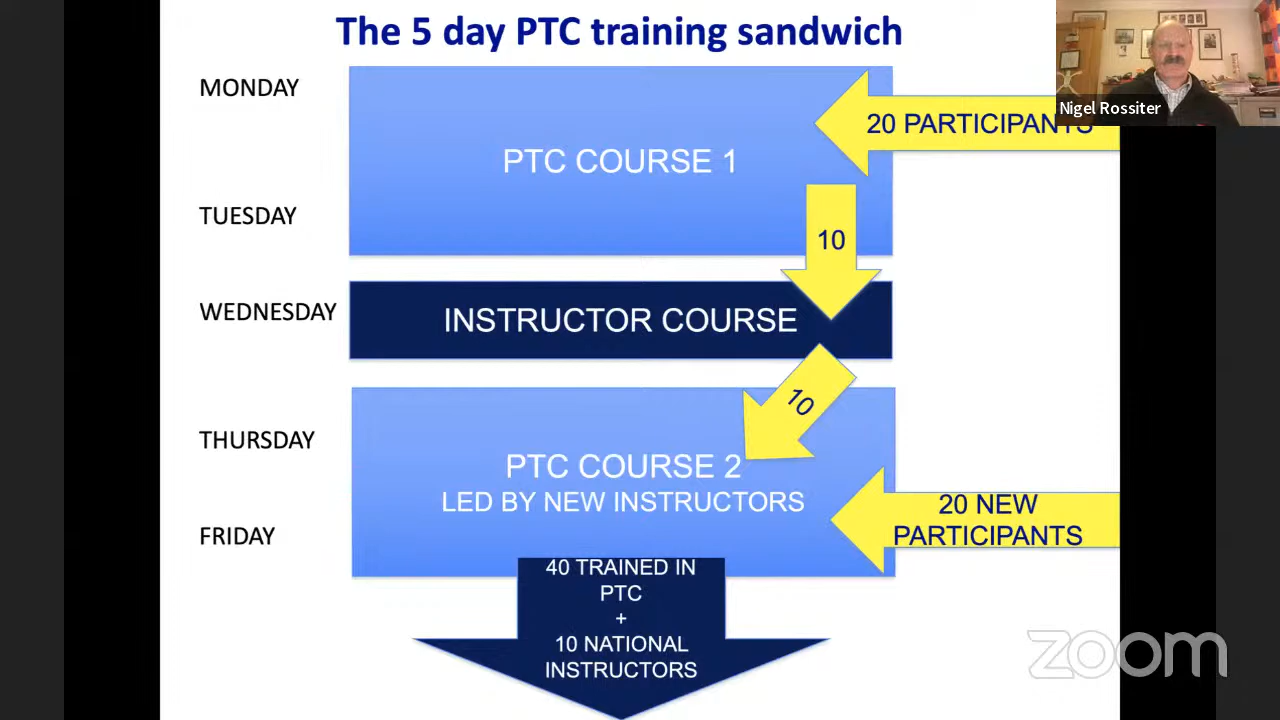 The 5 day PTC training sandwich
Nigel Rossiter
MONDAY
20 PARTICIPANTS
PTC COURSE 1
TUESDAY
10
WEDNESDAY
INSTRUCTOR COURSE
10
THURSDAY
PTC COURSE 2
LED BY NEW INSTRUCTORS
20 NEW
PARTICIPANTS
FRIDAY
40 TRAINED IN
PTC
+
10 NATIONAL
INSTRUCTORS
zoom